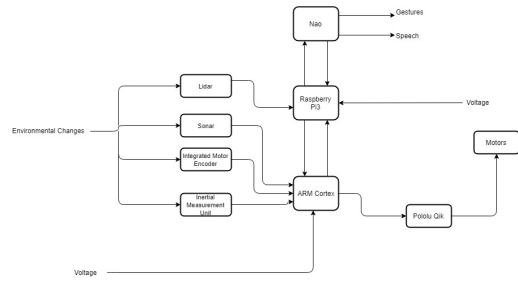 Nao
Gestures
Speech
Lidar
Raspberry
Pi3
Voltage
Environmental Changes
Sonar
Motors
Integrated Motor
Encoder
Inertial
Measurement
Unit
ARM Cortex
Pololu Qik
Voltage